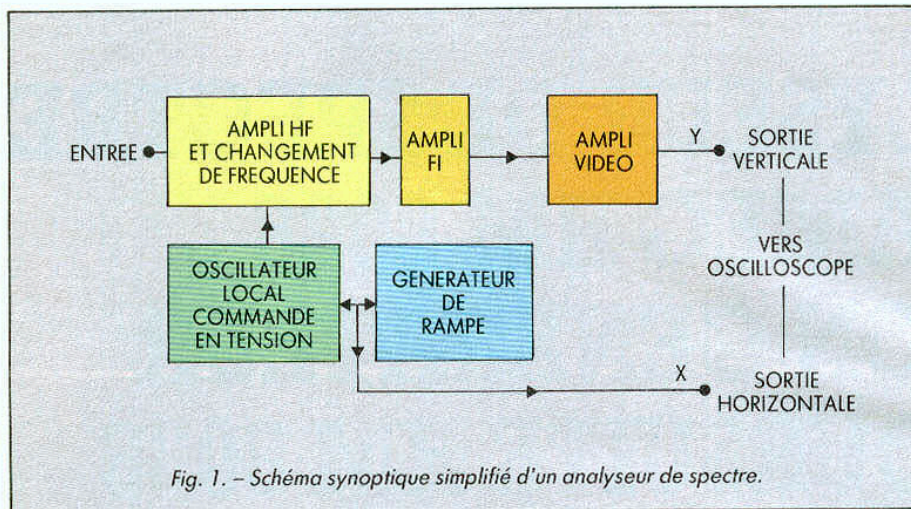 AMPLI HF
ET CHANGEMENT
DE FREQUENCE
AMPLI
FI
AMPLI
VIDEO
ENTREE
Y
SORTIE
VERTICALE
VERS
OSCILLOSCOPE
OSCILLATEUR
LOCAL
COMMANDE
EN TENSION
GENERATEUR
DE
RAMPE
X
SORTIE
HORIZONTALE
Fig. 1. – Schéma synoptique simplifié d'un analyseur de spectre.